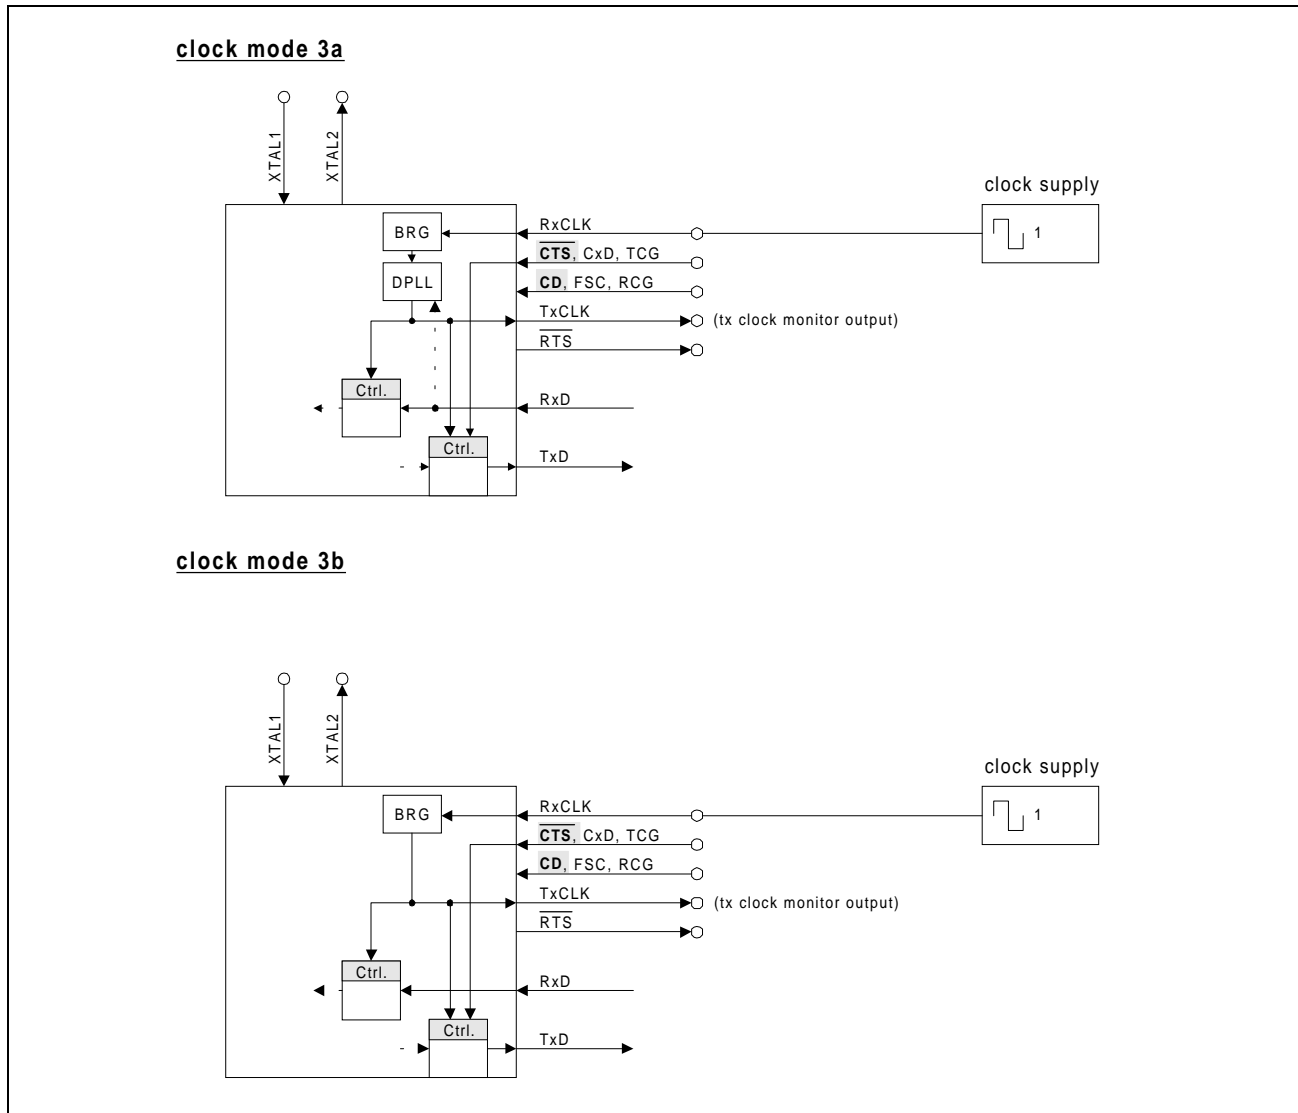 clock mode 3a
XTAL1
XTAL2
clock supply
1
BRG
RxCLK
CTS, CxD, TCG
DPLL
CD, FSC, RCG
TxCLK
(tx clock monitor output)
RTS
Ctrl.
RxD
Ctrl.
TxD
clock mode 3b
XTAL1
XTAL2
clock supply
1
BRG
RxCLK
CTS, CxD, TCG
CD, FSC, RCG
TxCLK
(tx clock monitor output)
RTS
Ctrl.
RxD
Ctrl.
TxD